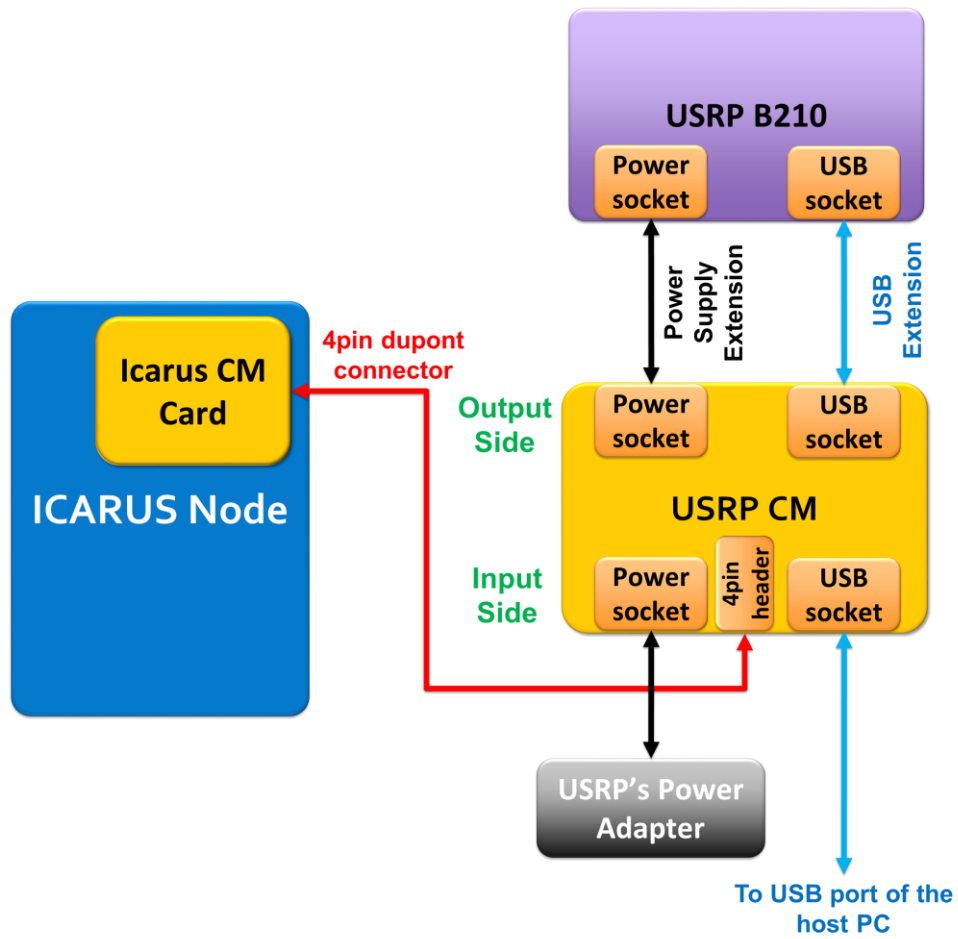 USRP B210
Power
socket
USB
socket
Power
Supply
Extension
USB
Extension
4pin dupont
connector
Icarus CM
Card
ICARUS Node
Output
Side
Power
socket
USB
socket
USRP CM
Input
Side
Power
socket
4pin
header
USB
socket
USRP's Power
Adapter
To USB port of the
host PC